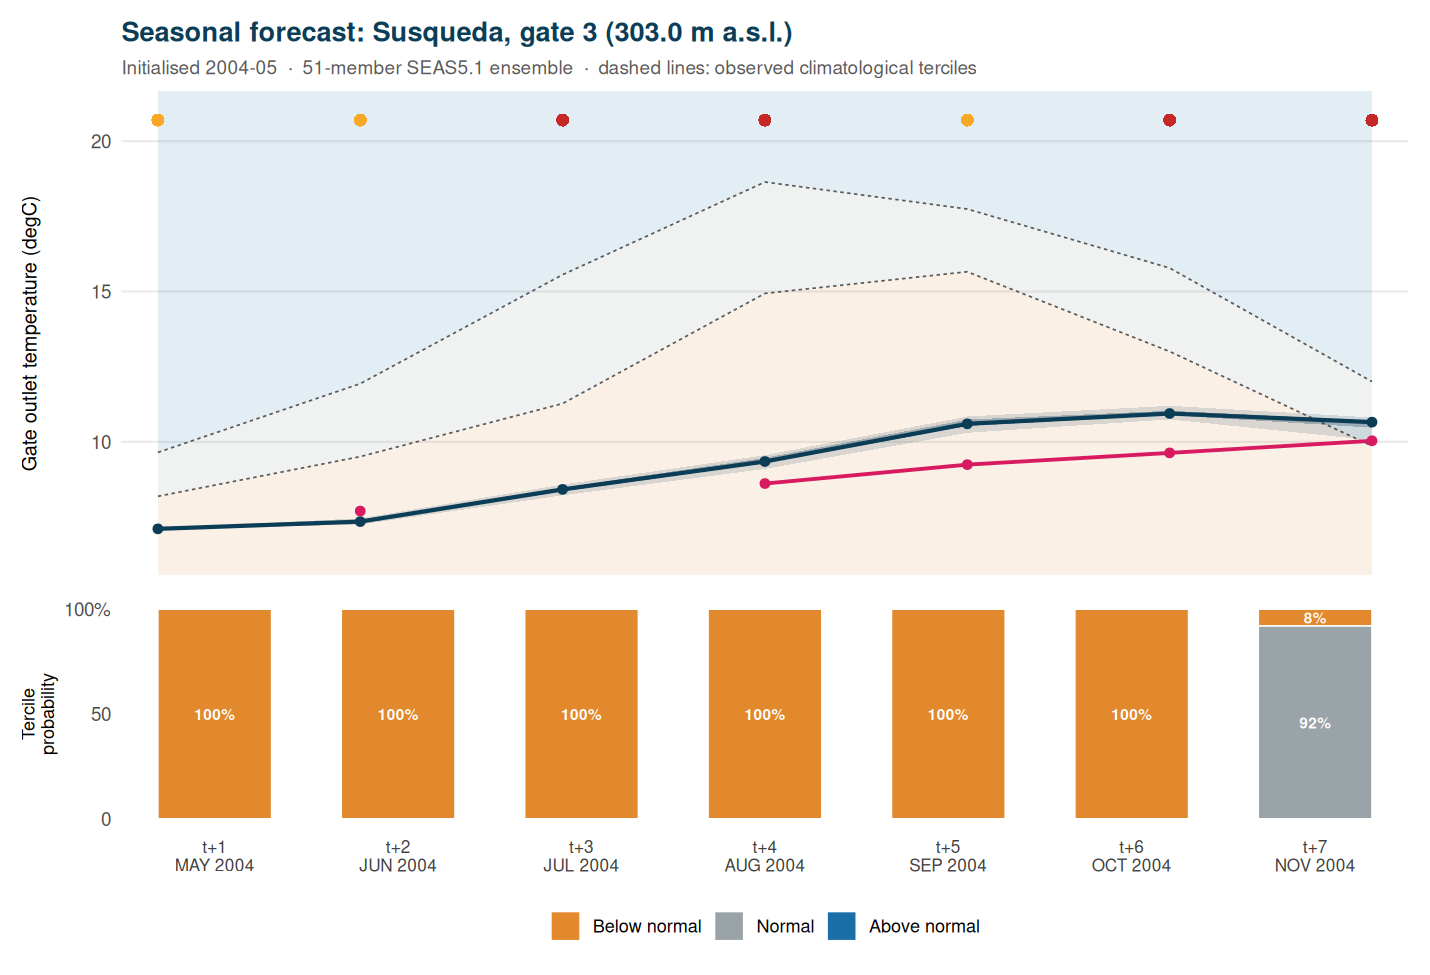 Seasonal forecast: Susqueda, gate 3 (303.0 m a.s.l.)
Initialised 2004-05 · 51-member SEAS5.1 ensemble · dashed lines: observed climatological terciles
Gate outlet temperature (degC)
20
15
10
Tercile
probability
100%
50
0
100%
100%
100%
100%
100%
100%
8%
92%
t+1
MAY 2004
t+2
JUN 2004
t+3
JUL 2004
t+4
AUG 2004
t+5
SEP 2004
t+6
OCT 2004
t+7
NOV 2004
Below normal
Normal
Above normal